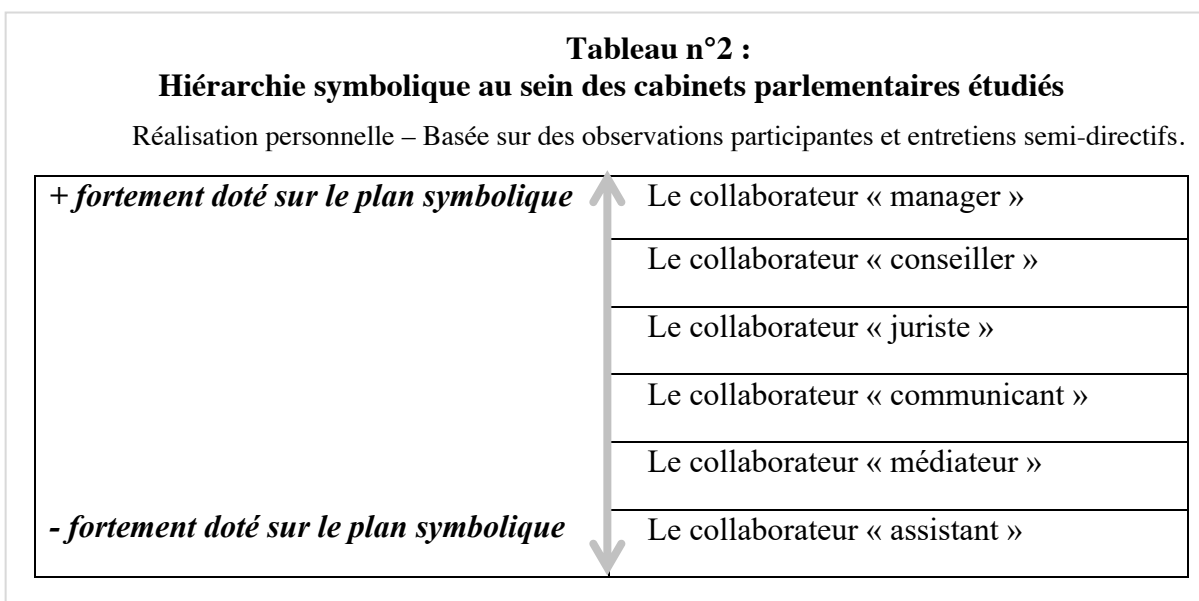 Tableau n°2 :
Hiérarchie symbolique au sein des cabinets parlementaires étudiés
Réalisation personnelle – Basée sur des observations participantes et entretiens semi-directifs.
+ fortement doté sur le plan symbolique
Le collaborateur « manager »
Le collaborateur « conseiller »
Le collaborateur « juriste »
Le collaborateur « communicant »
Le collaborateur « médiateur »
- fortement doté sur le plan symbolique
Le collaborateur « assistant »